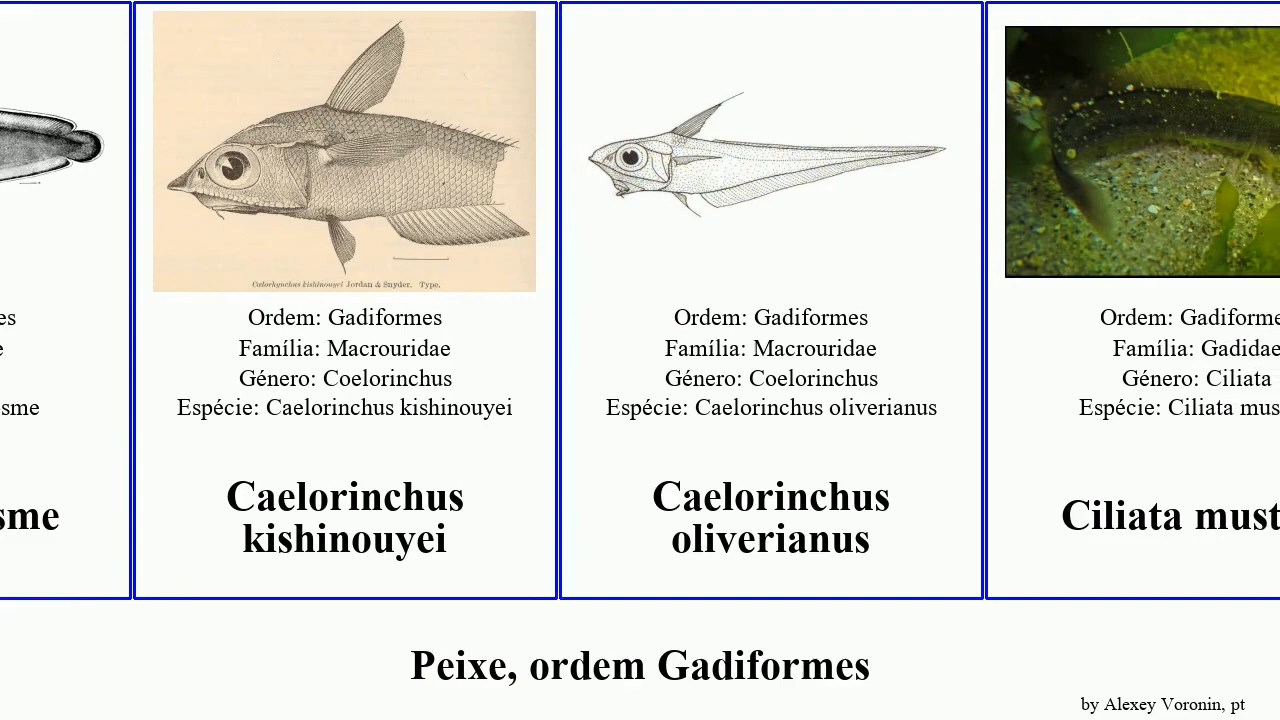 es
e
sme
sme
Cœlorhynchus kishinouyei Jordan & Snyder. Type.
Ordem: Gadiformes
Família: Macrouridae
Género: Coelorinchus
Espécie: Caelorinchus kishinouyei
Caelorinchus
kishinouyei
Ordem: Gadiformes
Família: Macrouridae
Género: Coelorinchus
Espécie: Caelorinchus oliverianus
Caelorinchus
oliverianus
Ordem: Gadiforme
Família: Gadidae
Género: Ciliata
Espécie: Ciliata mus
Ciliata must
Peixe, ordem Gadiformes
by Alexey Voronin, pt